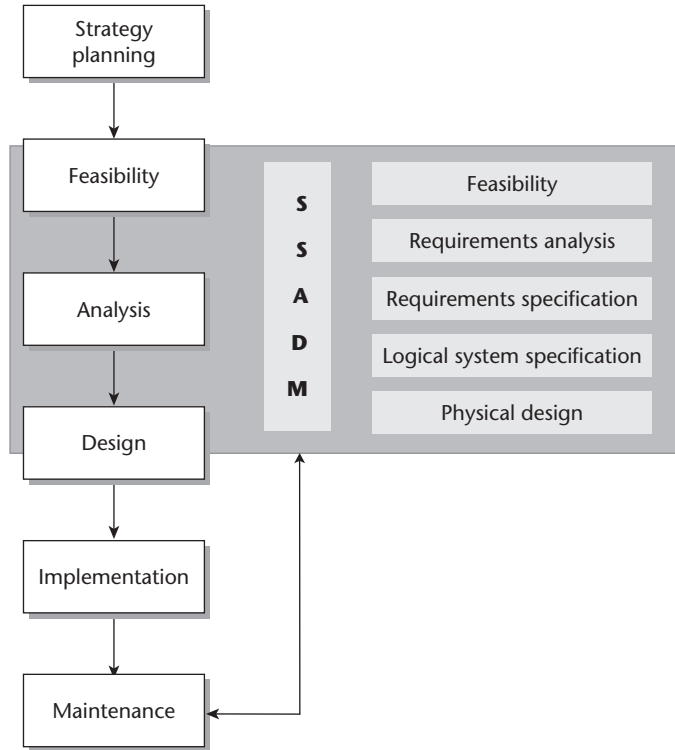 Strategy
planning
Feasibility
Analysis
Design
Implementation
Maintenance
S
S
A
D
M
Feasibility
Requirements analysis
Requirements specification
Logical system specification
Physical design